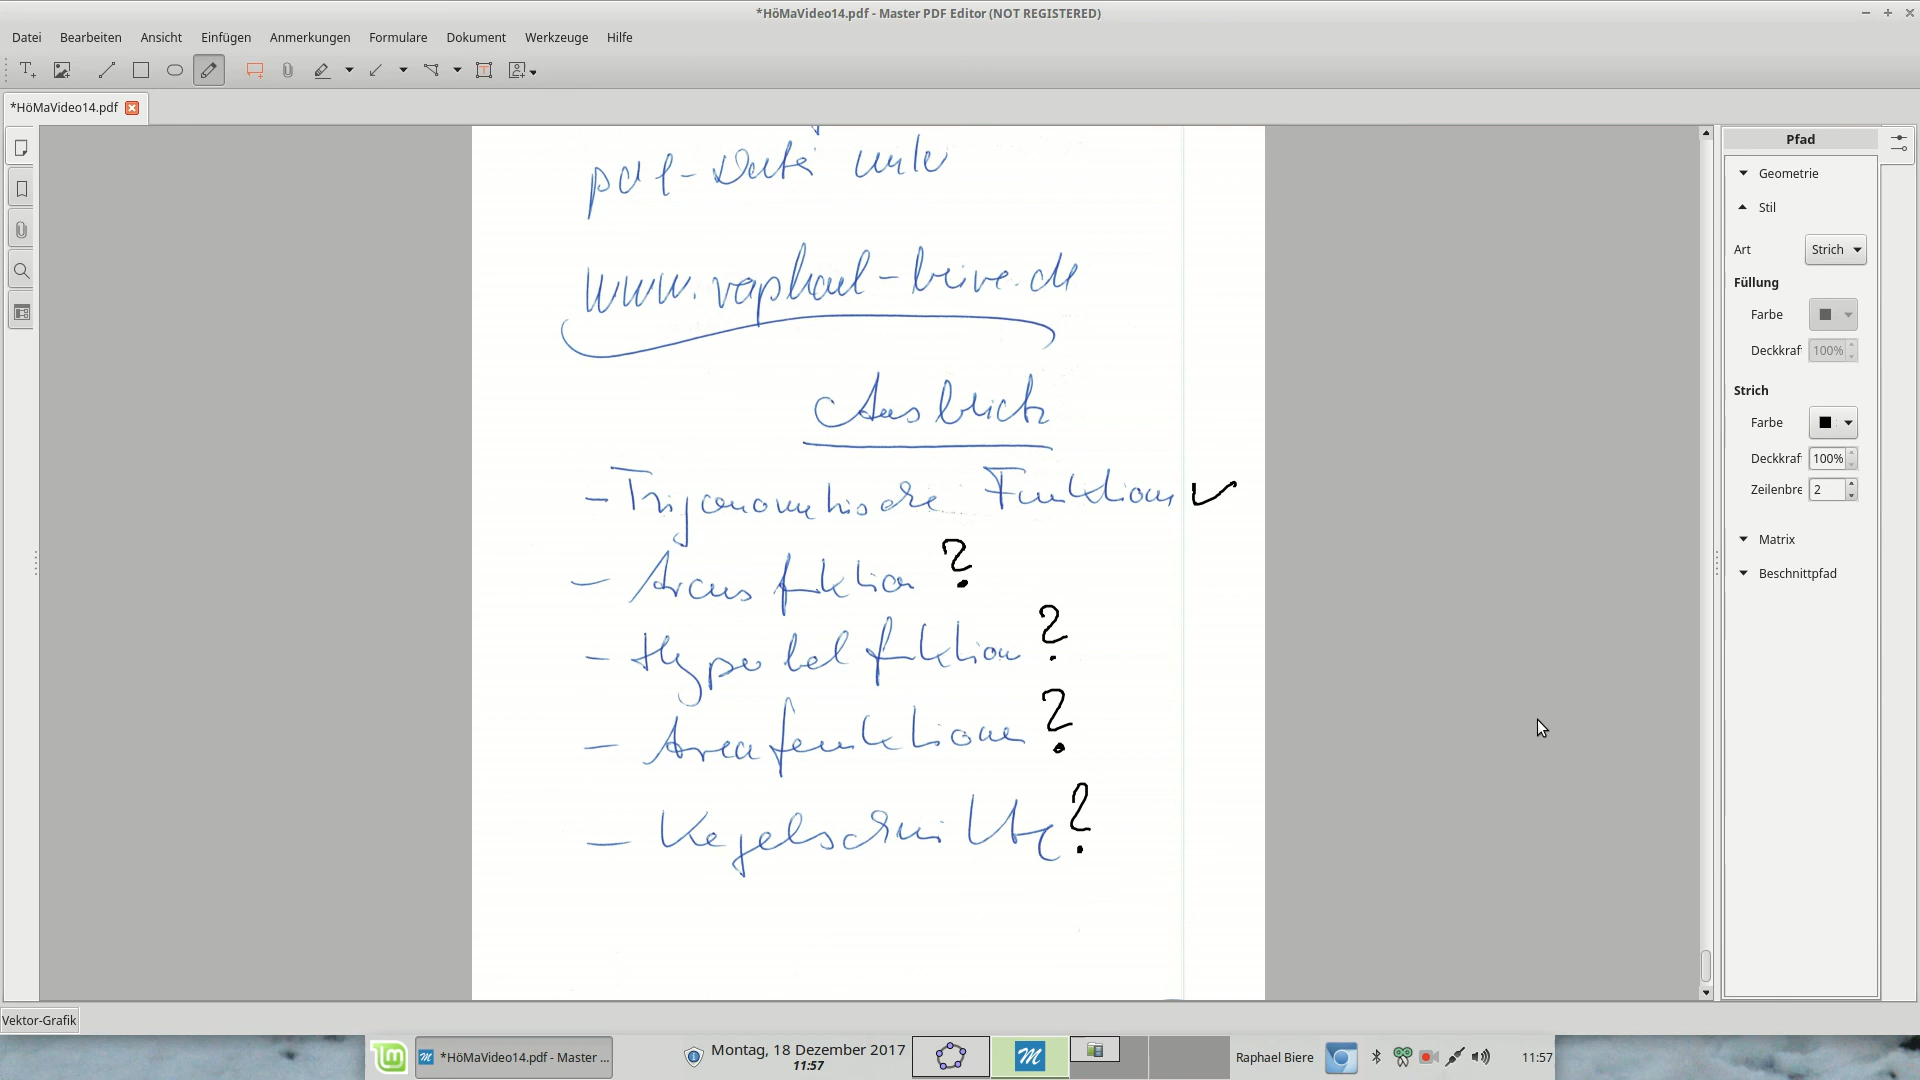 *HöMaVideo14.pdf - Master PDF Editor (NOT REGISTERED)
Datei Bearbeiten Ansicht Einfügen Anmerkungen Formulare Dokument Werkzeuge Hilfe
*HöMaVideo14.pdf
pdf-Datei unter
www.raphael-biere.de
Ausblick
- Trigonometrische Funktionen ✓
- Arcusfunktion ?
- Hyperbelfunktion ?
- Areafunktionen ?
- Kegelschnitte ?
Pfad
Geometrie
Stil
Art Strich
Füllung
Farbe
Deckkraf 100%
Strich
Farbe
Deckkraf 100%
Zeilenbre 2
Matrix
Beschnittpfad
Vektor-Grafik
*HöMaVideo14.pdf - Master ...
Montag, 18 Dezember 2017
11:57
Raphael Biere
11:57